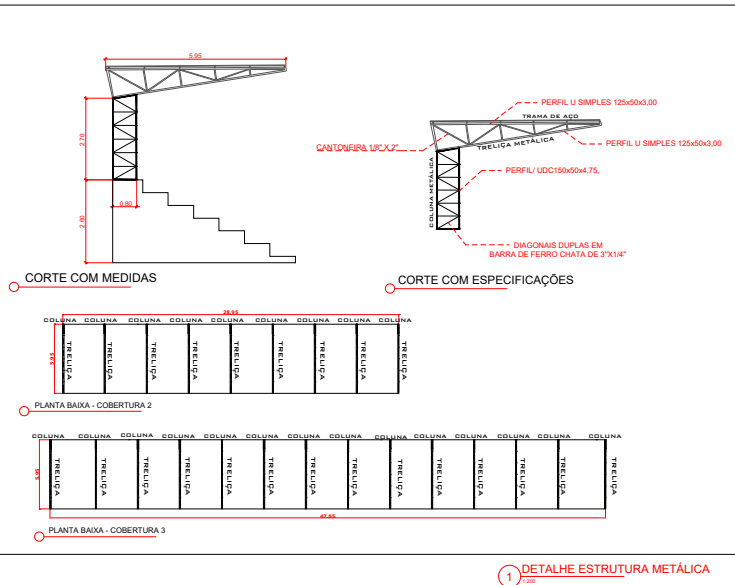 5.95
2.70
0.80
2.60
CORTE COM MEDIDAS
PERFIL U SIMPLES 125x50x3,00
TRAMA DE AÇO
CANTONEIRA 1/8" X 2"
TRELIÇA METÁLICA
PERFIL U SIMPLES 125x50x3,00
COLUNA METÁLICA
PERFIL/ UDC150x50x4,75,
DIAGONAIS DUPLAS EM
BARRA DE FERRO CHATA DE 3"X1/4"
CORTE COM ESPECIFICAÇÕES
28.95
COLUNA COLUNA COLUNA COLUNA COLUNA COLUNA COLUNA COLUNA COLUNA
5.95
TRELIÇA TRELIÇA TRELIÇA TRELIÇA TRELIÇA TRELIÇA TRELIÇA TRELIÇA TRELIÇA
PLANTA BAIXA - COBERTURA 2
COLUNA COLUNA COLUNA COLUNA COLUNA COLUNA COLUNA COLUNA COLUNA COLUNA COLUNA COLUNA COLUNA COLUNA
5.95
TRELIÇA TRELIÇA TRELIÇA TRELIÇA TRELIÇA TRELIÇA TRELIÇA TRELIÇA TRELIÇA TRELIÇA TRELIÇA TRELIÇA TRELIÇA TRELIÇA
47.85
PLANTA BAIXA - COBERTURA 3
1 DETALHE ESTRUTURA METÁLICA
1:200